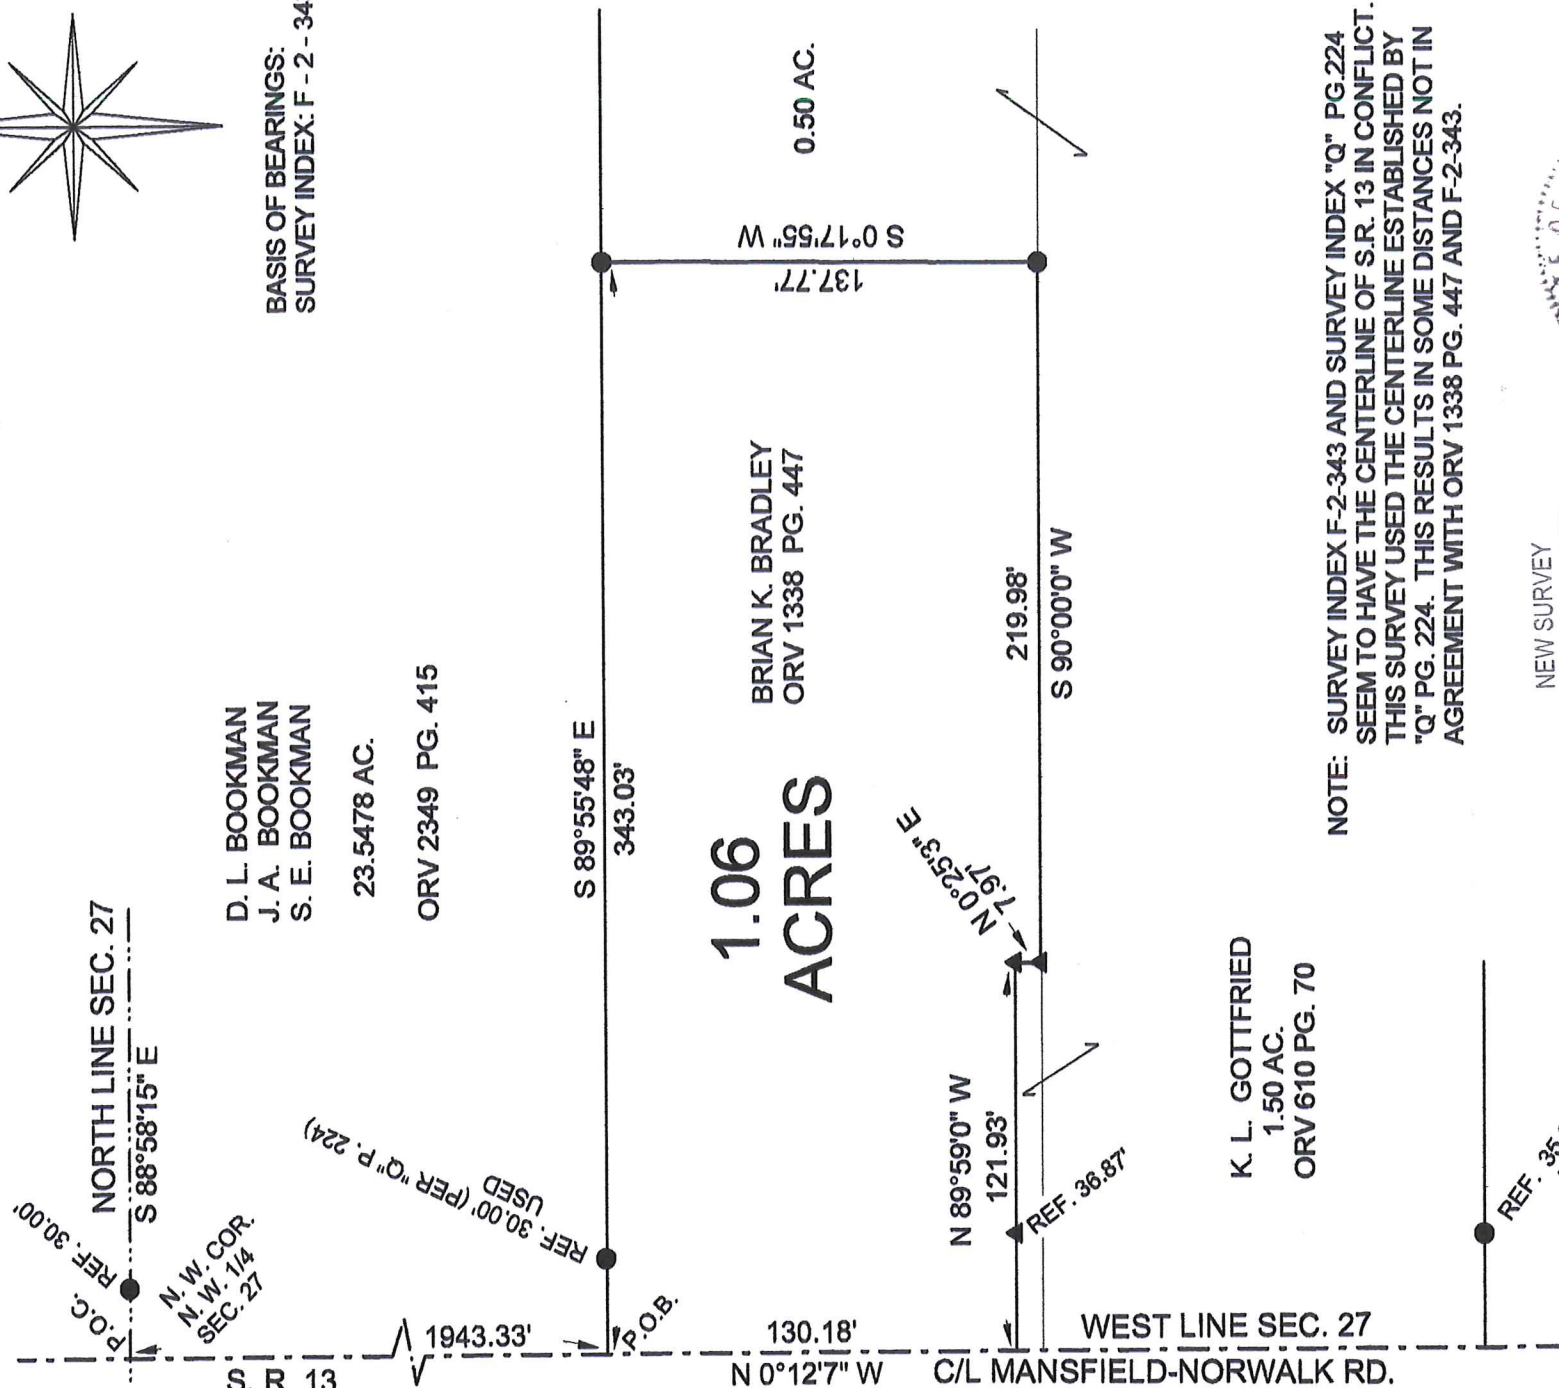 BASIS OF BEARINGS:
SURVEY INDEX: F - 2 - 34
NORTH LINE SEC. 27
S 88°58'15" E
REF. 30.00'
P.O.C.
N. W. COR.
N. W. 1/4
SEC. 27
D. L. BOOKMAN
J. A. BOOKMAN
S. E. BOOKMAN
23.5478 AC.
ORV 2349 PG. 415
REF. 30.00' (PER "Q" P. 224)
USED
S 89°55'48" E
343.03'
0.50 AC.
S 0°17'55" W
137.77'
BRIAN K. BRADLEY
ORV 1338 PG. 447
1.06
ACRES
N 0°25'3" E
7.97'
219.98'
S 90°00'0" W
N 89°59'0" W
121.93'
REF. 36.87'
K. L. GOTTFRIED
1.50 AC.
ORV 610 PG. 70
REF. 35.
1943.33'
P.O.B.
130.18'
WEST LINE SEC. 27
S. R. 13
N 0°12'7" W
C/L MANSFIELD-NORWALK RD.
NOTE: SURVEY INDEX F-2-343 AND SURVEY INDEX "Q" PG.224
SEEM TO HAVE THE CENTERLINE OF S.R. 13 IN CONFLICT.
THIS SURVEY USED THE CENTERLINE ESTABLISHED BY
"Q" PG. 224. THIS RESULTS IN SOME DISTANCES NOT IN
AGREEMENT WITH ORV 1338 PG. 447 AND F-2-343.
NEW SURVEY